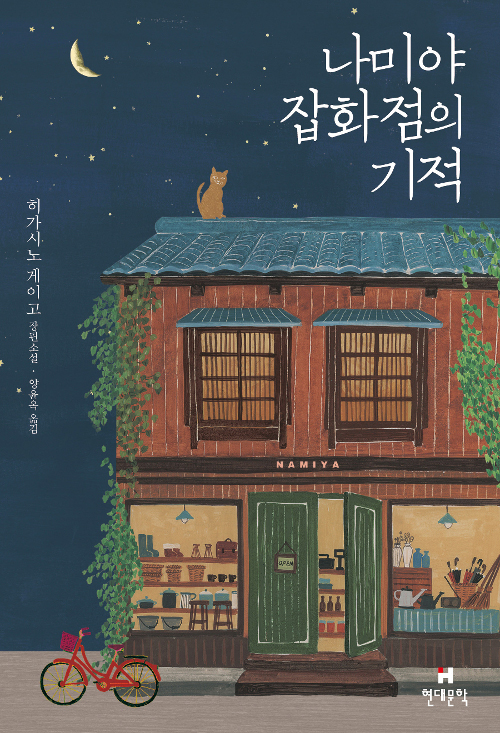 나미야
잡화점의
기적
히가시노 게이고 장편소설 · 양윤옥 옮김
NAMIYA
OPEN
현대문학